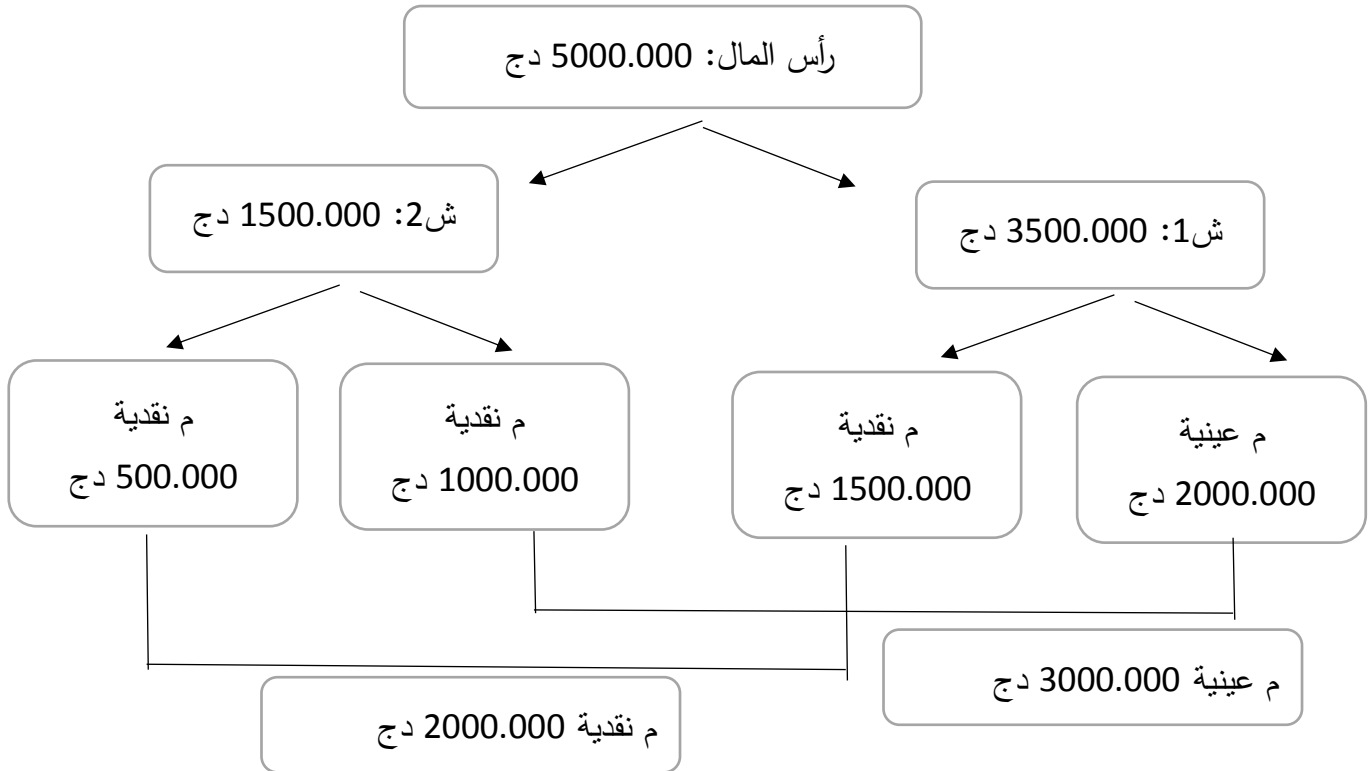 رأس المال: 5000.000 دج
ش1: 3500.000 دج
ش2: 1500.000 دج
م عينية
2000.000 دج
م نقدية
1500.000 دج
م نقدية
1000.000 دج
م نقدية
500.000 دج
م عينية 3000.000 دج
م نقدية 2000.000 دج